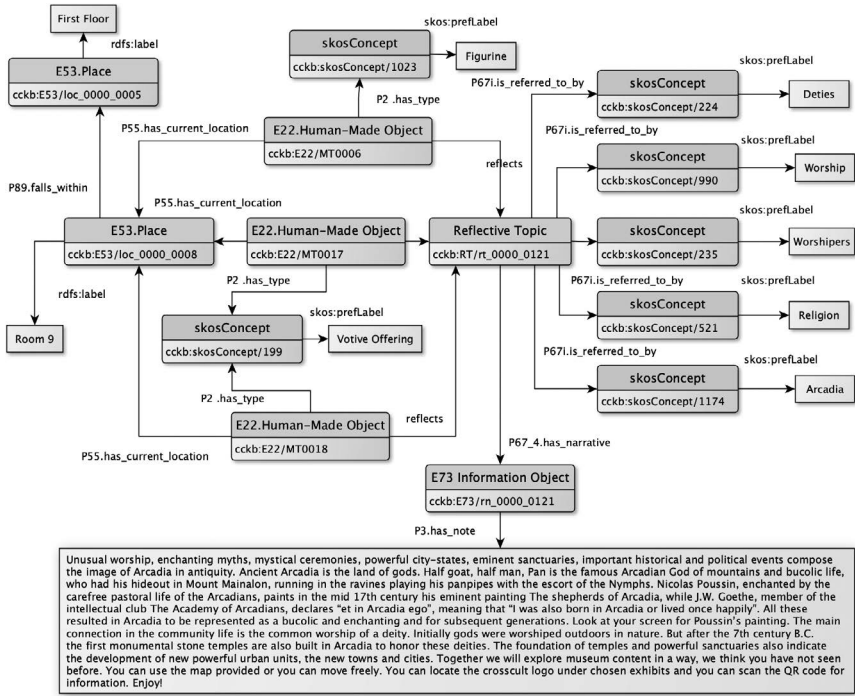 First Floor
rdfs:label
E53.Place
cckb:E53/loc_0000_0005
skosConcept
cckb:skosConcept/1023
skos:prefLabel
Figurine
P2 .has_type
E22.Human-Made Object
cckb:E22/MT0006
P55.has_current_location
reflects
P67i.is_referred_to_by
skosConcept
cckb:skosConcept/224
skos:prefLabel
Deties
P67i.is_referred_to_by
skosConcept
cckb:skosConcept/990
skos:prefLabel
Worship
P89.falls_within
P55.has_current_location
E53.Place
cckb:E53/loc_0000_0008
E22.Human-Made Object
cckb:E22/MT0017
Reflective Topic
cckb:RT/rt_0000_0121
skosConcept
cckb:skosConcept/235
skos:prefLabel
Worshipers
P2 .has_type
P67i.is_referred_to_by
rdfs:label
Room 9
skosConcept
cckb:skosConcept/199
skos:prefLabel
Votive Offering
skosConcept
cckb:skosConcept/521
skos:prefLabel
Religion
P67i.is_referred_to_by
skosConcept
cckb:skosConcept/1174
skos:prefLabel
Arcadia
P2 .has_type
E22.Human-Made Object
cckb:E22/MT0018
reflects
P55.has_current_location
P67_4.has_narrative
E73 Information Object
cckb:E73/rn_0000_0121
P3.has_note
Unusual worship, enchanting myths, mystical ceremonies, powerful city-states, eminent sanctuaries, important historical and political events compose
the image of Arcadia in antiquity. Ancient Arcadia is the land of gods. Half goat, half man, Pan is the famous Arcadian God of mountains and bucolic life,
who had his hideout in Mount Mainalon, running in the ravines playing his panpipes with the escort of the Nymphs. Nicolas Poussin, enchanted by the
carefree pastoral life of the Arcadians, paints in the mid 17th century his eminent painting The shepherds of Arcadia, while J.W. Goethe, member of the
intellectual club The Academy of Arcadians, declares “et in Arcadia ego”, meaning that “I was also born in Arcadia or lived once happily”. All these
resulted in Arcadia to be represented as a bucolic and enchanting and for subsequent generations. Look at your screen for Poussin’s painting. The main
connection in the community life is the common worship of a deity. Initially gods were worshiped outdoors in nature. But after the 7th century B.C.
the first monumental stone temples are also built in Arcadia to honor these deities. The foundation of temples and powerful sanctuaries also indicate
the development of new powerful urban units, the new towns and cities. Together we will explore museum content in a way, we think you have not seen
before. You can use the map provided or you can move freely. You can locate the crosscult logo under chosen exhibits and you can scan the QR code for
information. Enjoy!